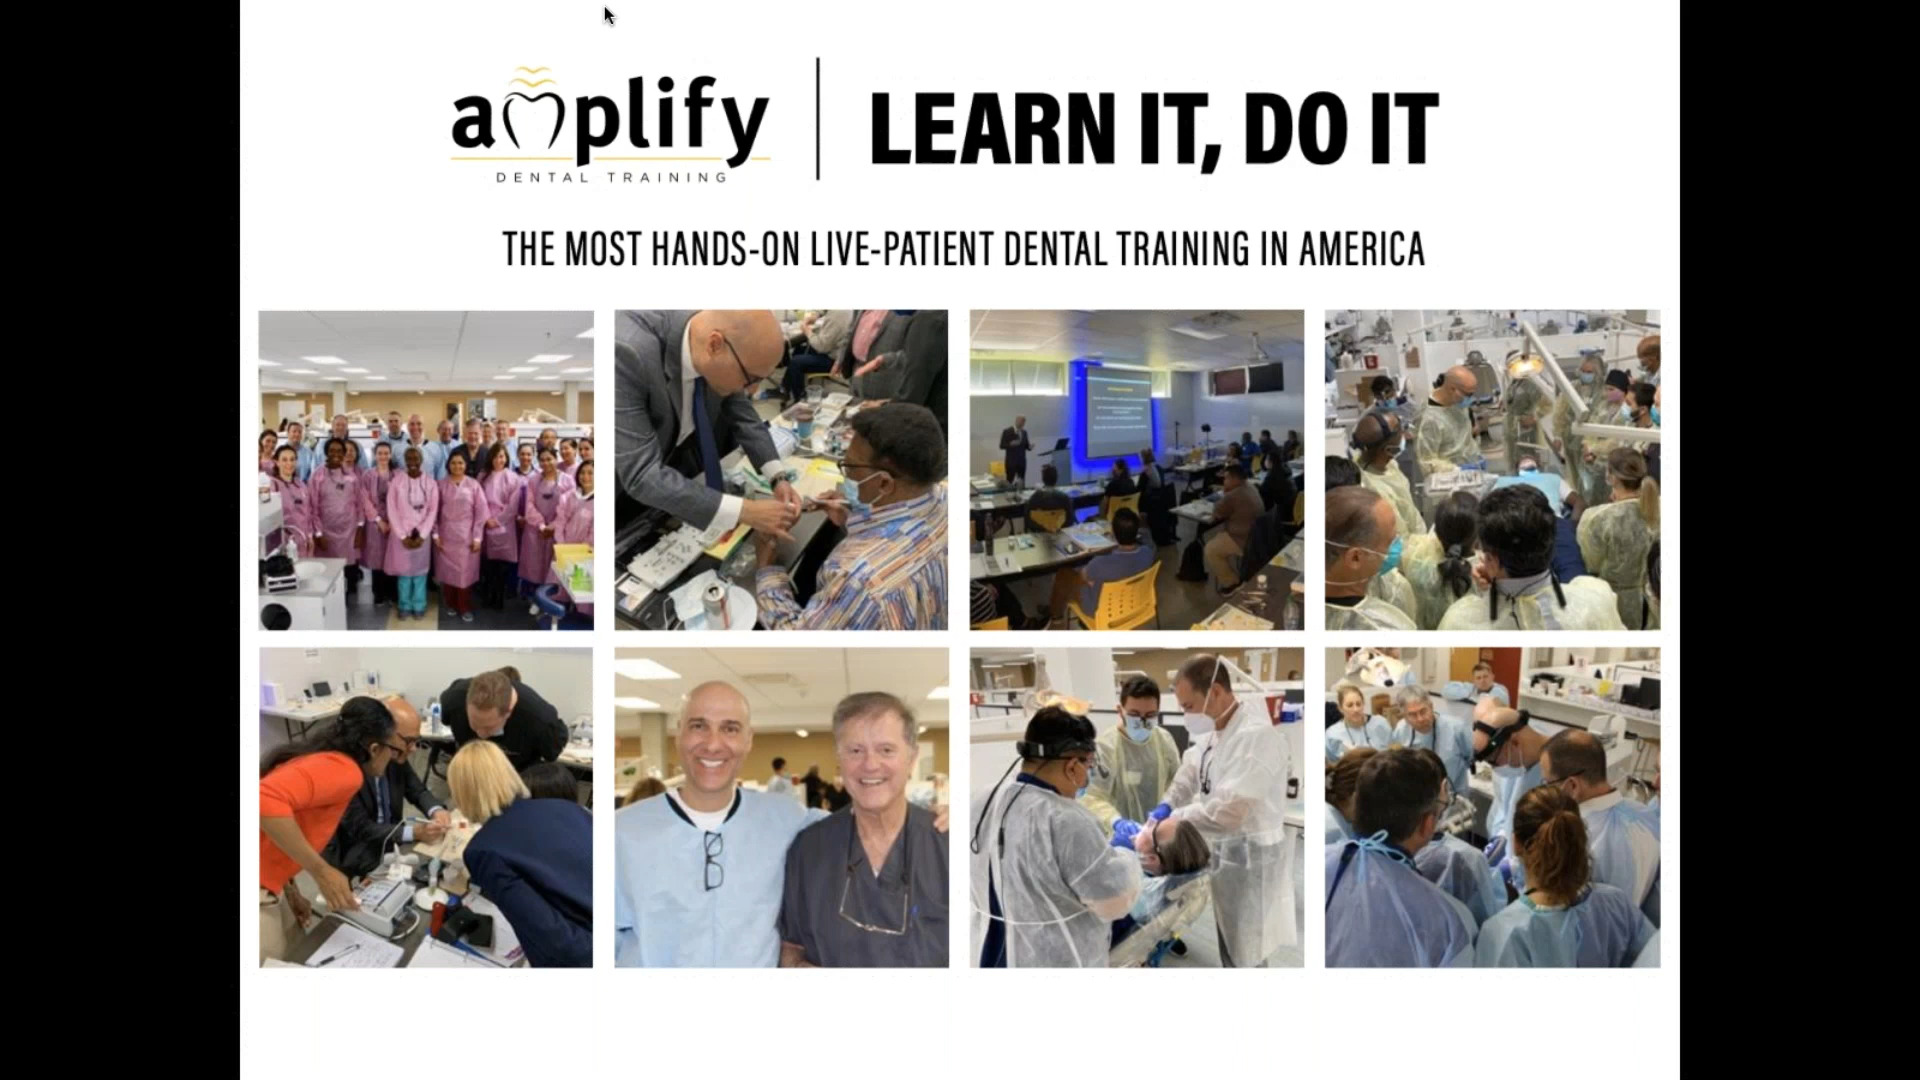 amplify
DENTAL TRAINING
LEARN IT, DO IT
THE MOST HANDS-ON LIVE-PATIENT DENTAL TRAINING IN AMERICA